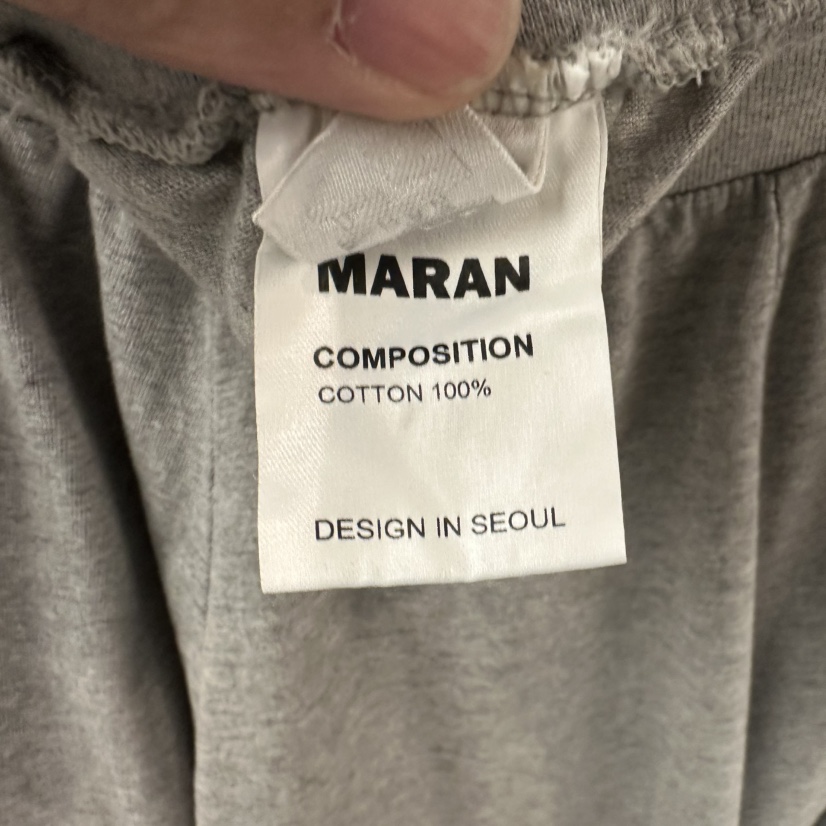 MARAN
COMPOSITION
COTTON 100%
DESIGN IN SEOUL